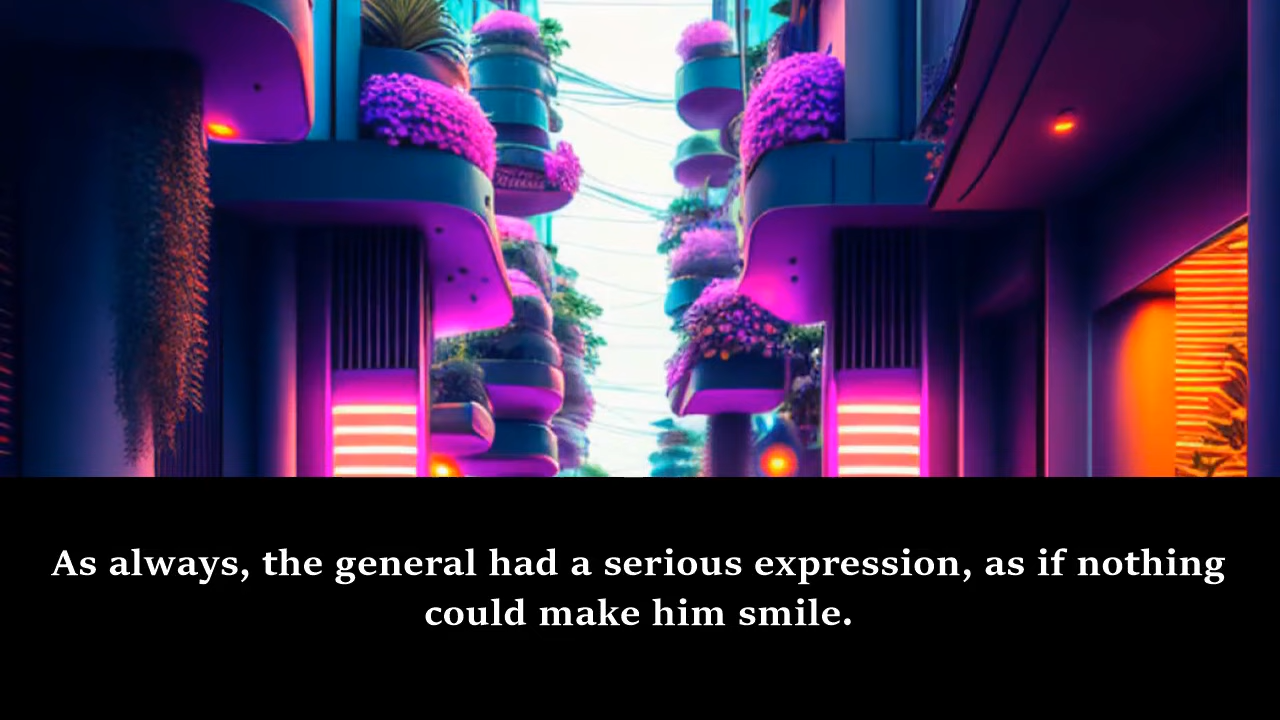 As always, the general had a serious expression, as if nothing
could make him smile.